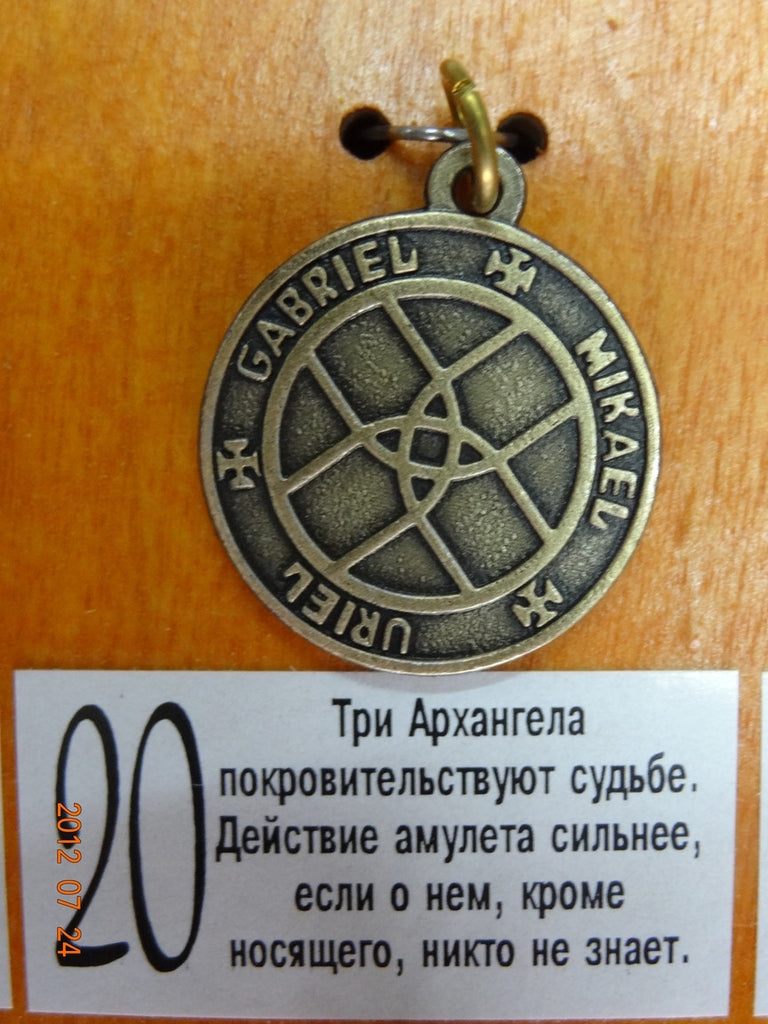 GABRIEL
MIKAEL
URIEL
20
Три Архангела
покровительствуют судьбе.
Действие амулета сильнее,
если о нем, кроме
носящего, никто не знает.
2012 07 24